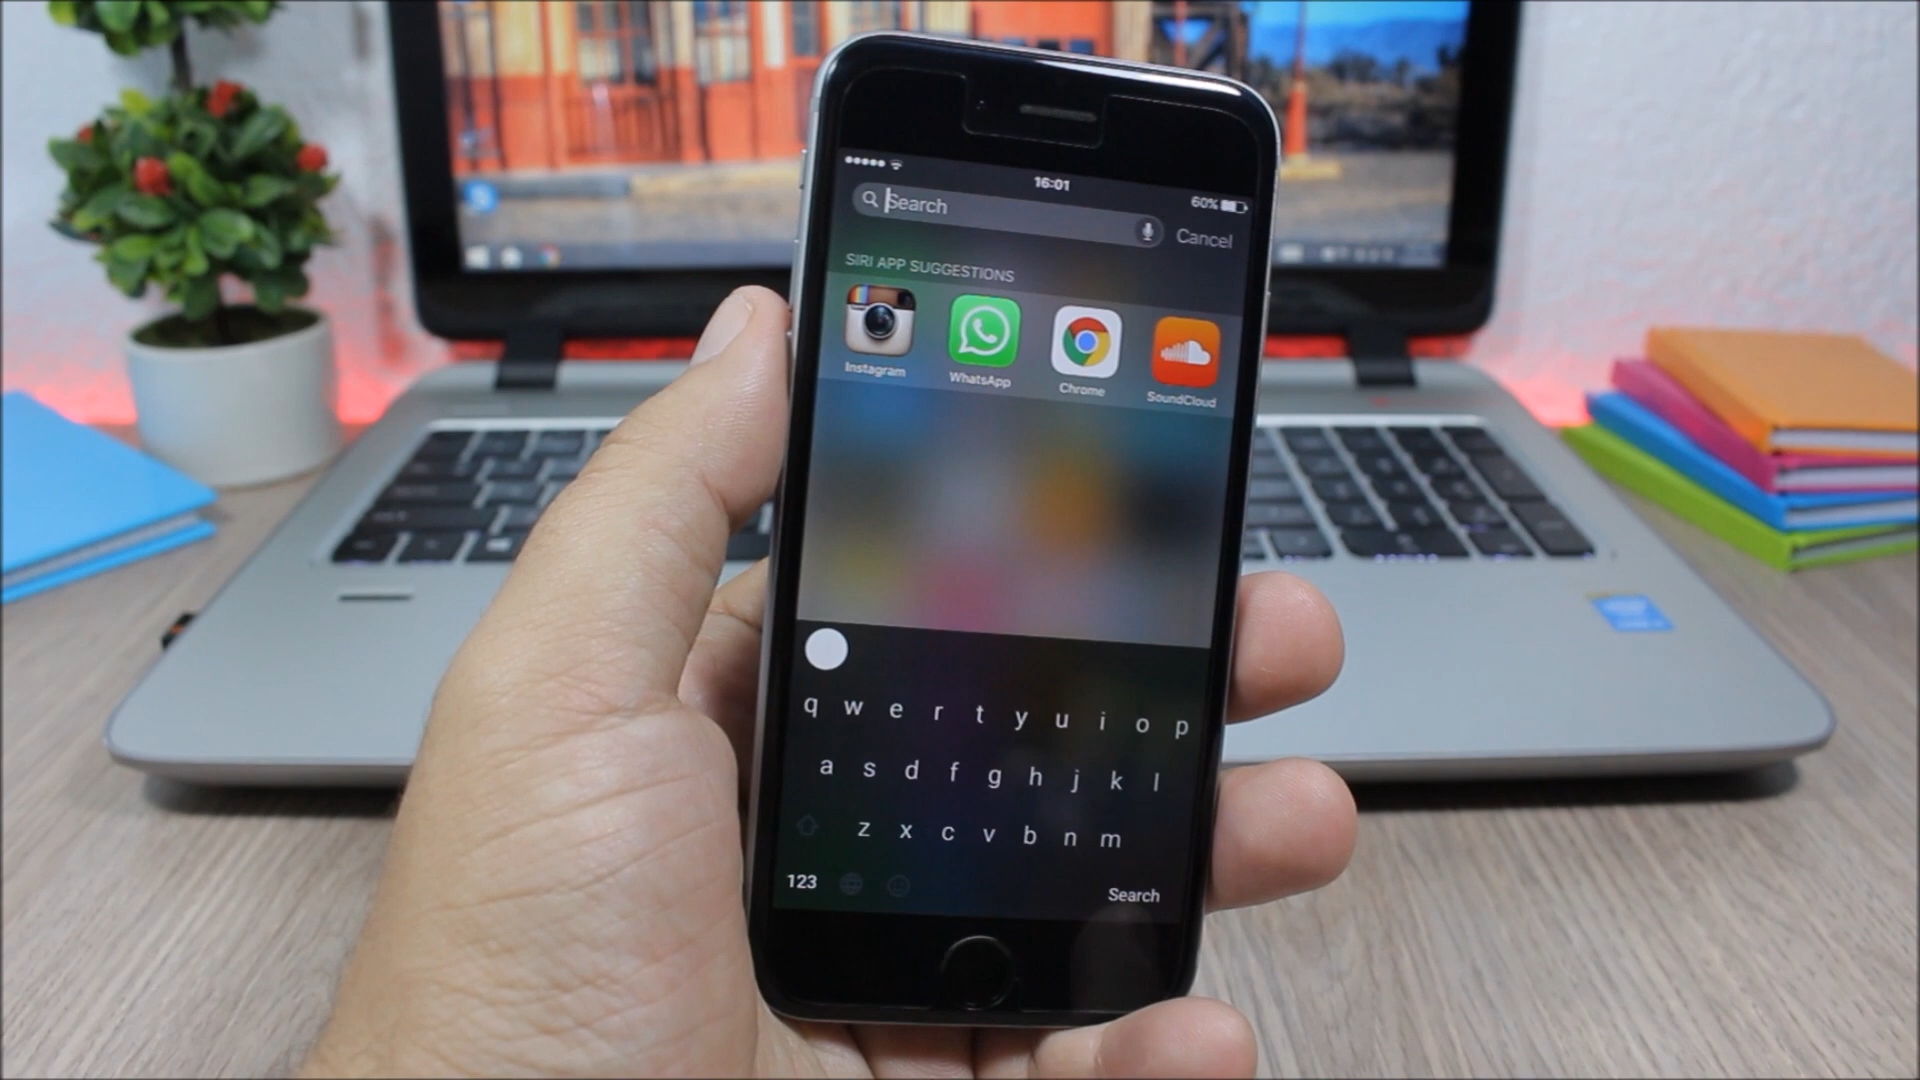 16:01
60%
Search
Cancel
SIRI APP SUGGESTIONS
Instagram
WhatsApp
Chrome
SoundCloud
q w e r t y u i o p
a s d f g h j k l
z x c v b n m
123
Search